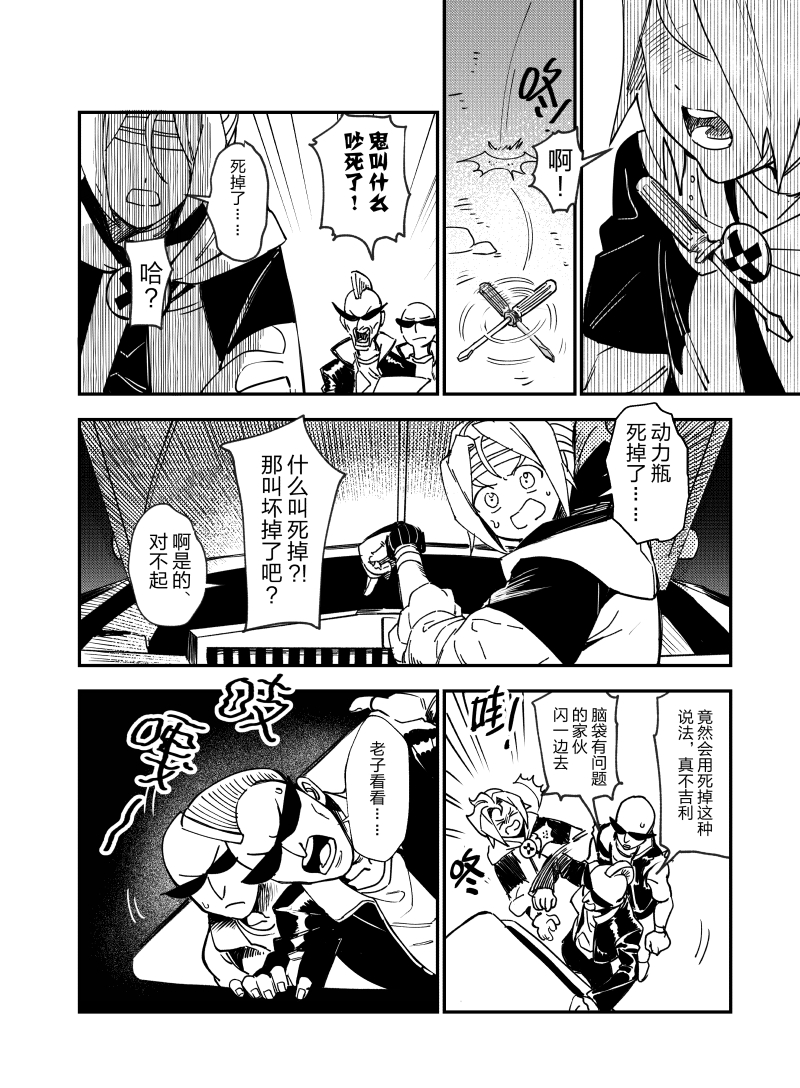 啊！
咚
鬼叫什么
吵死了！
死掉了……
哈？
动力瓶
死掉了……
什么叫死掉?!
那叫坏掉了吧？
啊是的、
对不起
竟然会用死掉这种
说法，真不吉利
脑袋有问题
的家伙
闪一边去
哇！
咚
老子看看……
吱
嘎